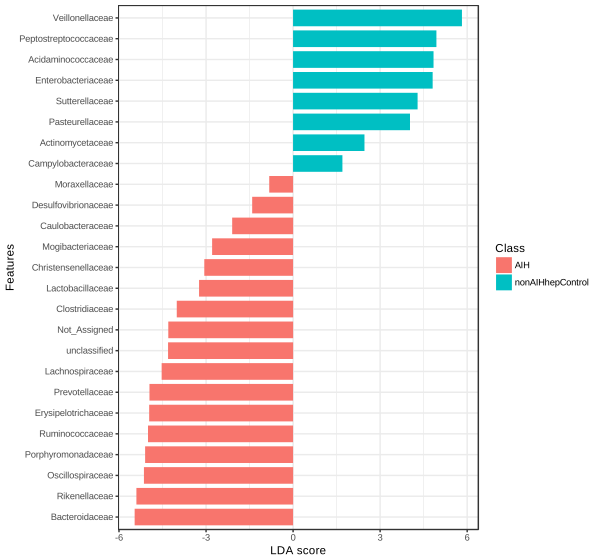 Veillonellaceae
Peptostreptococcaceae
Acidaminococcaceae
Enterobacteriaceae
Sutterellaceae
Pasteurellaceae
Actinomycetaceae
Campylobacteraceae
Moraxellaceae
Desulfovibrionaceae
Caulobacteraceae
Mogibacteriaceae
Christensenellaceae
Lactobacillaceae
Clostridiaceae
Not_Assigned
unclassified
Lachnospiraceae
Prevotellaceae
Erysipelotrichaceae
Ruminococcaceae
Porphyromonadaceae
Oscillospiraceae
Rikenellaceae
Bacteroidaceae
Features
-6 -3 0 3 6
LDA score
Class
AIH
nonAIHhepControl